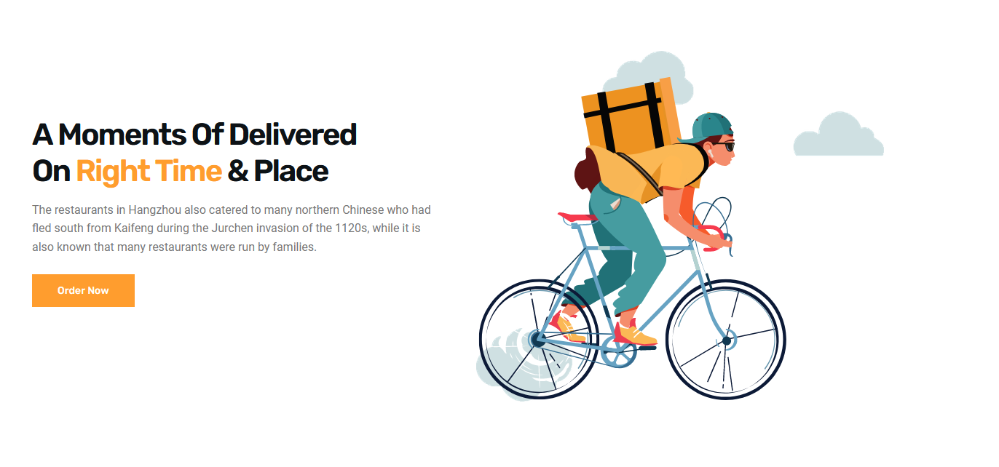 A Moments Of Delivered
On Right Time & Place
The restaurants in Hangzhou also catered to many northern Chinese who had
fled south from Kaifeng during the Jurchen invasion of the 1120s, while it is
also known that many restaurants were run by families.
Order Now